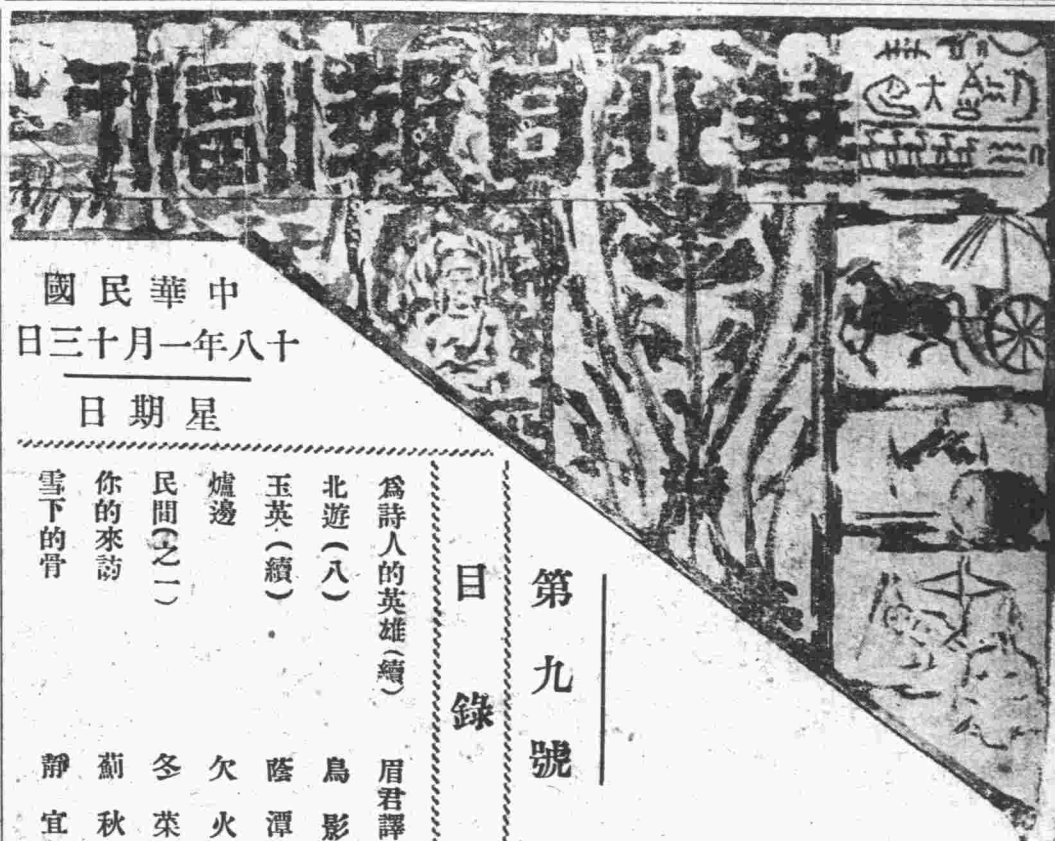 華北日報副刊
中華民國
十八年一月十三日
星期日
第九號
目錄
爲詩人的英雄(續) 眉君譯
北遊(八) 鳥影
玉英(續) 蔭潭
爐邊 欠火
民間(之一) 冬菜
你的來訪 薊秋
雪下的骨 靜宜